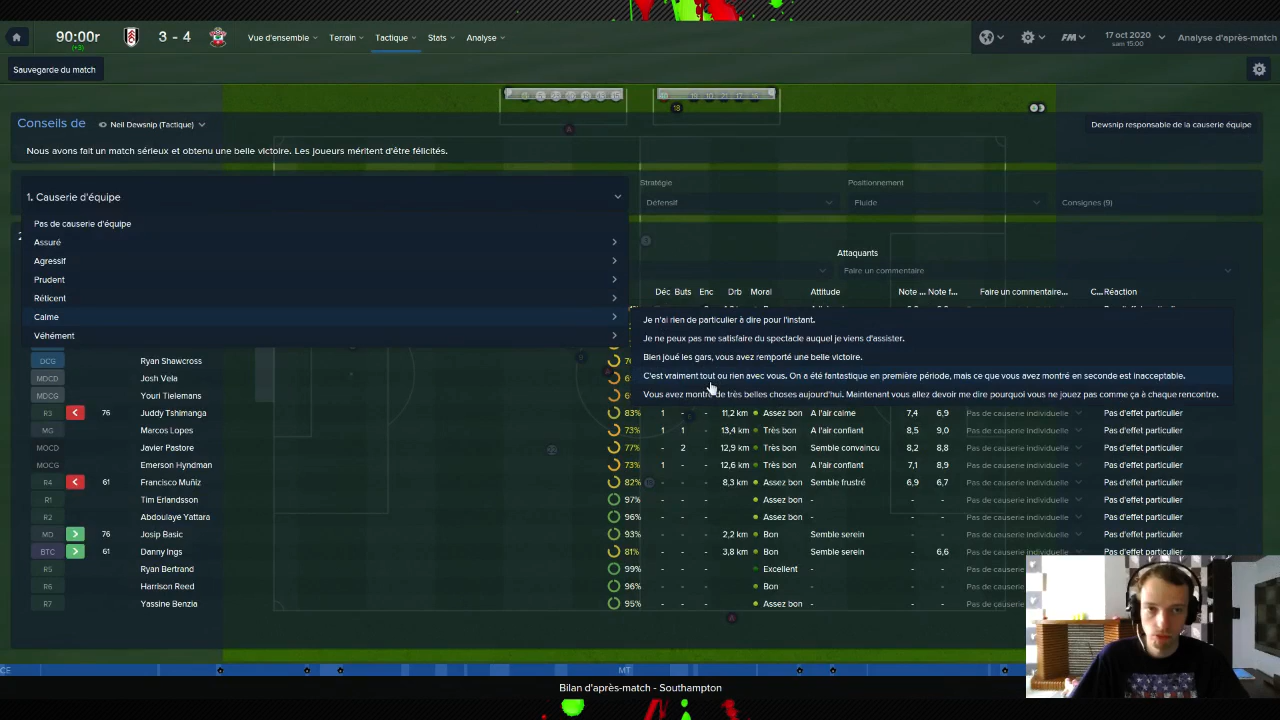 90:00r
(+3)
3 - 4
Vue d'ensemble
Terrain
Tactique
Stats
Analyse
FM
17 oct 2020
sam 15:00
Analyse d'après-match
Sauvegarde du match
18
Conseils de
Neil Dewsnip (Tactique)
Dewsnip responsable de la causerie équipe
Nous avons fait un match sérieux et obtenu une belle victoire. Les joueurs méritent d'être félicités.
1. Causerie d'équipe
Stratégie
Positionnement
Défensif
Fluide
Consignes (9)
Pas de causerie d'équipe
Assuré
Agressif
Prudent
Réticent
Calme
Véhément
Attaquants
Faire un commentaire
Déc Buts Enc Drb Moral Attitude Note ... Note f... Faire un commentaire... C... Réaction
Je n'ai rien de particulier à dire pour l'instant.
Je ne peux pas me satisfaire du spectacle auquel je viens d'assister.
Bien joué les gars, vous avez remporté une belle victoire.
C'est vraiment tout ou rien avec vous. On a été fantastique en première période, mais ce que vous avez montré en seconde est inacceptable.
Vous avez montré de très belles choses aujourd'hui. Maintenant vous allez devoir me dire pourquoi vous ne jouez pas comme ça à chaque rencontre.
DCG Ryan Shawcross
MDCD Josh Vela
MDCG Youri Tielemans
R3 76 Juddy Tshimanga 83% 1 - - 11,2 km Assez bon A l'air calme 7,4 6,9 Pas de causerie individuelle Pas d'effet particulier
MG Marcos Lopes 73% 1 1 - 13,4 km Très bon A l'air confiant 8,5 9,0 Pas de causerie individuelle Pas d'effet particulier
MOCD Javier Pastore 77% - 2 - 12,9 km Très bon Semble convaincu 8,2 8,8 Pas de causerie individuelle Pas d'effet particulier
MOCG Emerson Hyndman 73% 1 - - 12,6 km Très bon A l'air confiant 7,1 8,9 Pas de causerie individuelle Pas d'effet particulier
R4 61 Francisco Muñiz 82% - - - 8,3 km Assez bon Semble frustré 6,9 6,7 Pas de causerie individuelle Pas d'effet particulier
R1 Tim Erlandsson 97% - - - Assez bon - - - Pas de causerie individuelle Pas d'effet particulier
R2 Abdoulaye Yattara 96% - - - Assez bon - - - Pas de causerie individuelle Pas d'effet particulier
MD 76 Josip Basic 93% - - - 2,2 km Bon Semble serein - - Pas de causerie individuelle Pas d'effet particulier
BTC 61 Danny Ings 81% - - - 3,8 km Bon Semble serein - 6,6 Pas de causerie individuelle Pas d'effet particulier
R5 Ryan Bertrand 99% - - - Excellent - - -
R6 Harrison Reed 96% - - - Bon - - -
R7 Yassine Benzia 95% - - - Assez bon - - -
MT
Bilan d'après-match - Southampton